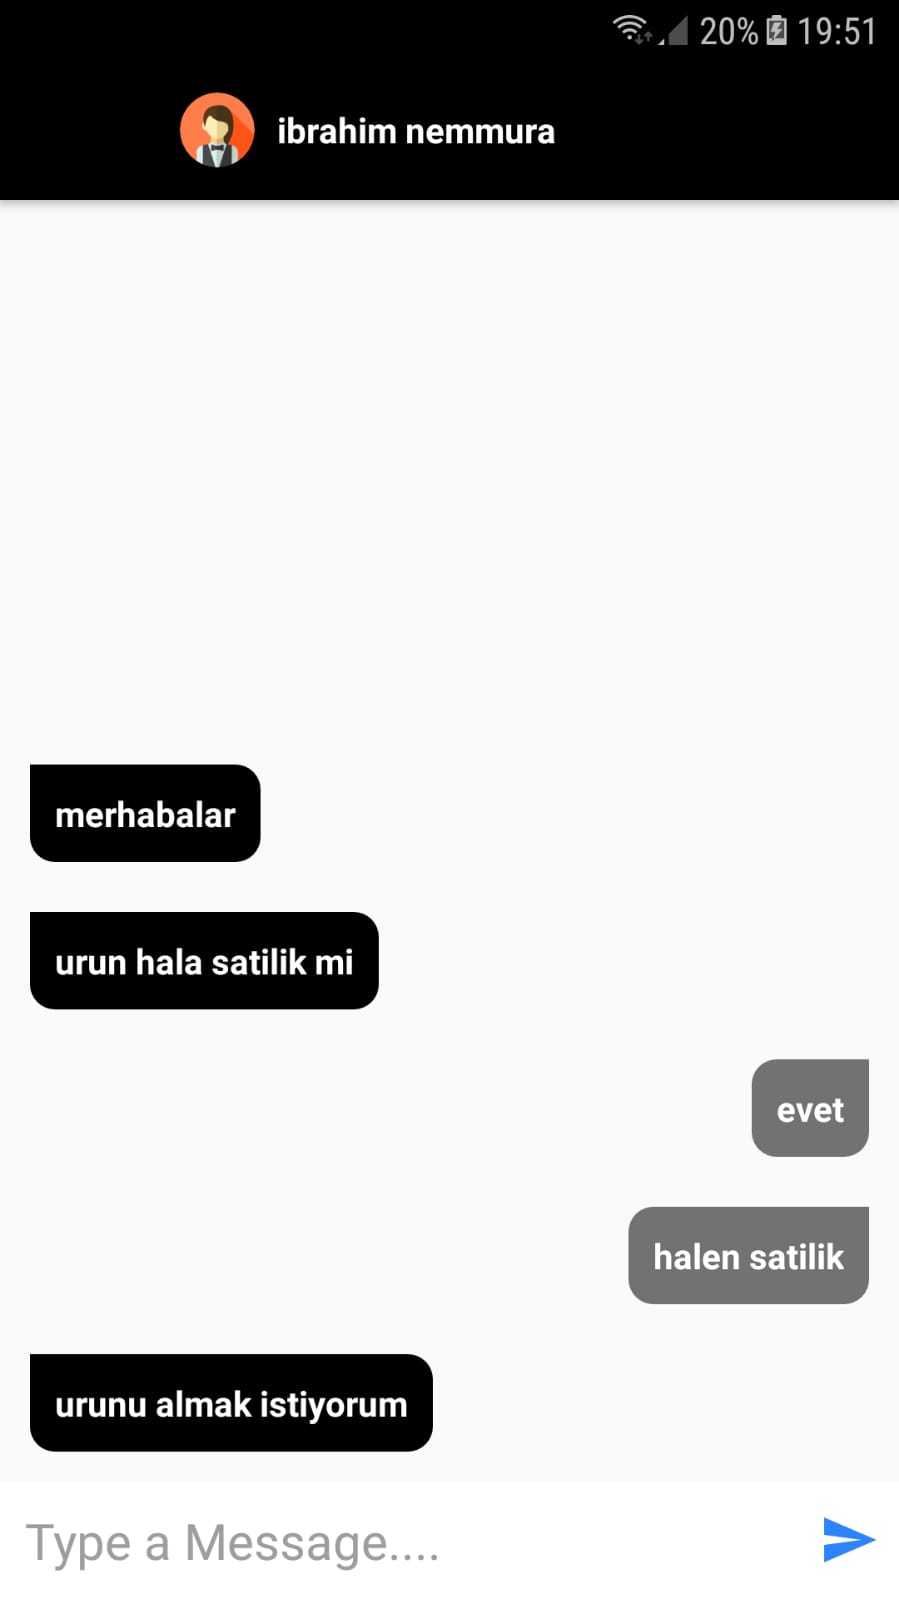 20% 19:51
ibrahim nemmura
merhabalar
urun hala satilik mi
evet
halen satilik
urunu almak istiyorum
Type a Message....